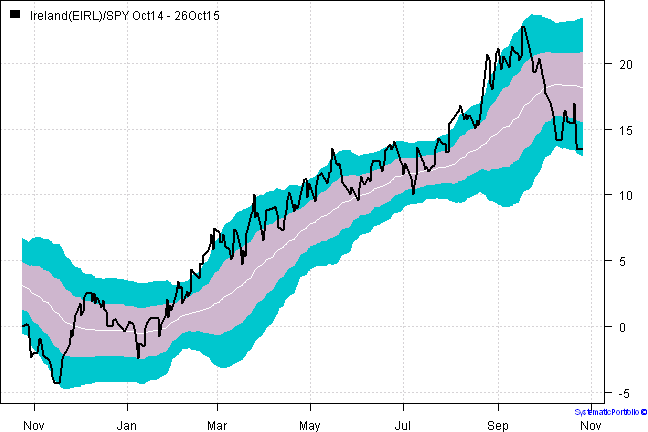 Ireland(EIRL)/SPY Oct14 - 26Oct15
20
15
10
5
0
-5
SystematicPortfolio ©
Nov Jan Mar May Jul Sep Nov